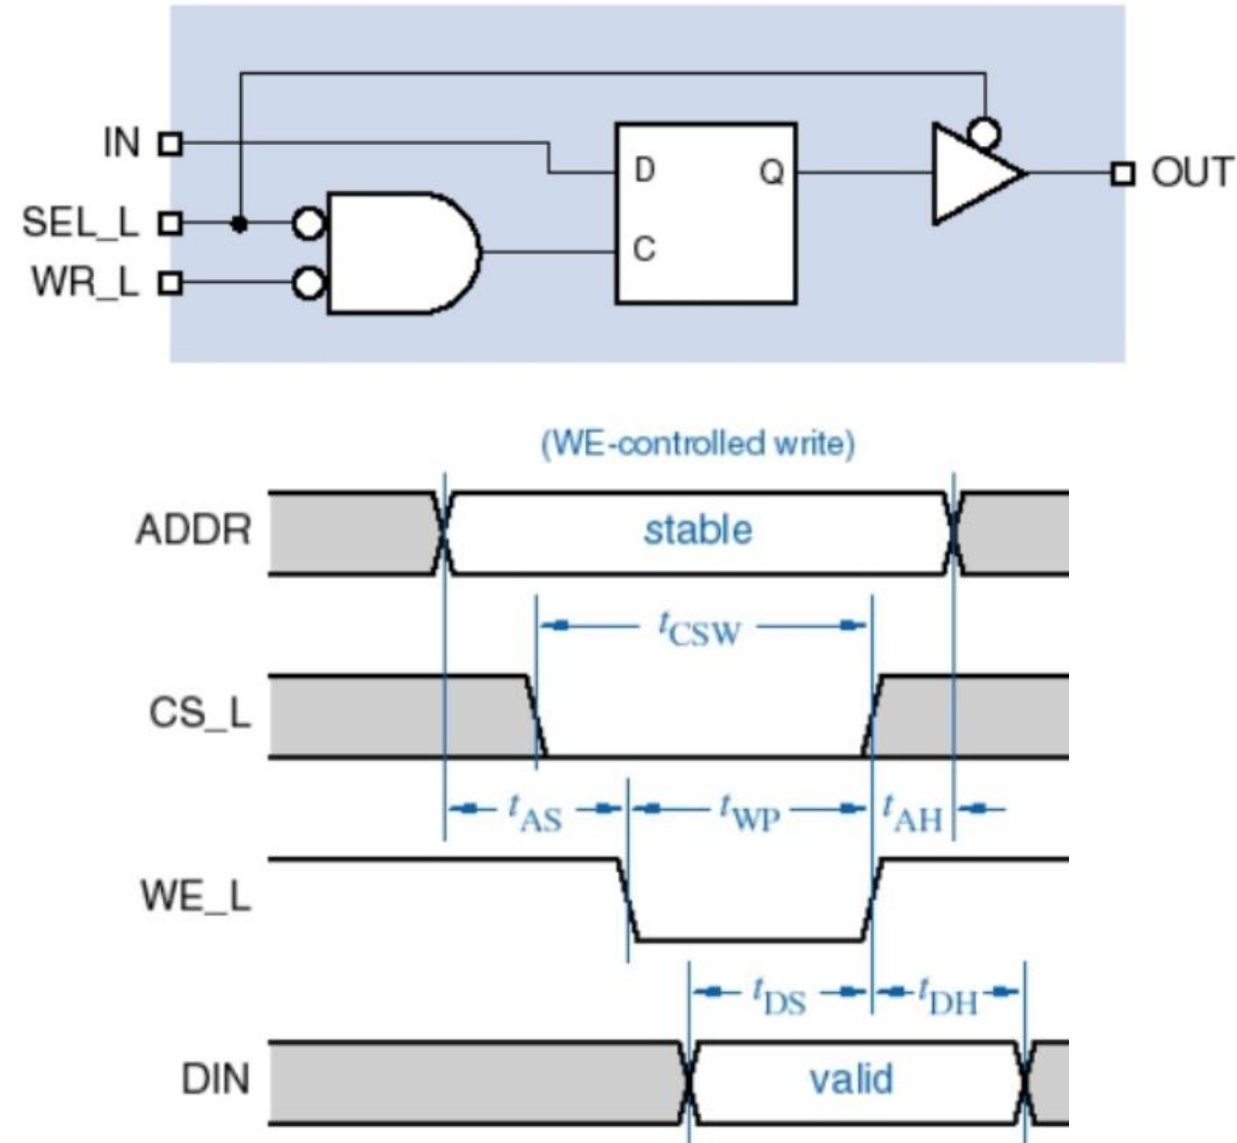 IN
D
Q
OUT
SEL_L
C
WR_L
(WE-controlled write)
ADDR
stable
tCSW
CS_L
tAS
tWP
tAH
WE_L
tDS
tDH
DIN
valid